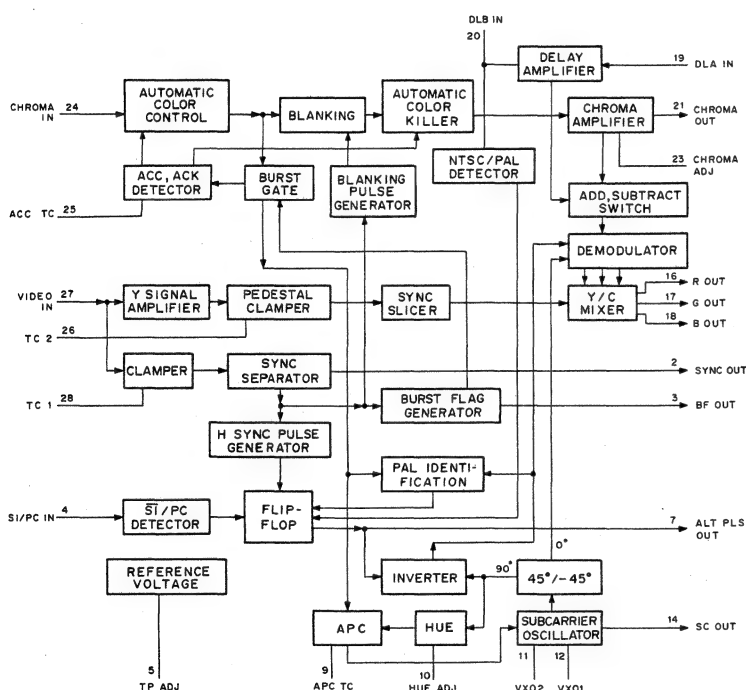 DLB IN
20
DELAY
AMPLIFIER
19
DLA IN
CHROMA
IN
24
AUTOMATIC
COLOR
CONTROL
BLANKING
AUTOMATIC
COLOR
KILLER
CHROMA
AMPLIFIER
21
CHROMA
OUT
23
CHROMA
ADJ
ACC, ACK
DETECTOR
BURST
GATE
BLANKING
PULSE
GENERATOR
NTSC/PAL
DETECTOR
ADD, SUBTRACT
SWITCH
ACC TC
25
DEMODULATOR
VIDEO
IN
27
Y SIGNAL
AMPLIFIER
PEDESTAL
CLAMPER
SYNC
SLICER
Y/C
MIXER
16
R OUT
17
G OUT
18
B OUT
TC 2
26
CLAMPER
SYNC
SEPARATOR
2
SYNC OUT
TC 1
28
BURST FLAG
GENERATOR
3
BF OUT
H SYNC PULSE
GENERATOR
PAL IDENTI-
FICATION
SI/PC IN
4
S̅I̅/PC
DETECTOR
FLIP-
FLOP
7
ALT PLS
OUT
0°
REFERENCE
VOLTAGE
INVERTER
90°
45°/-45°
APC
HUE
SUBCARRIER
OSCILLATOR
14
SC OUT
5
TP ADJ
9
APC TC
10
HUE ADJ
11
VXO2
12
VXO1